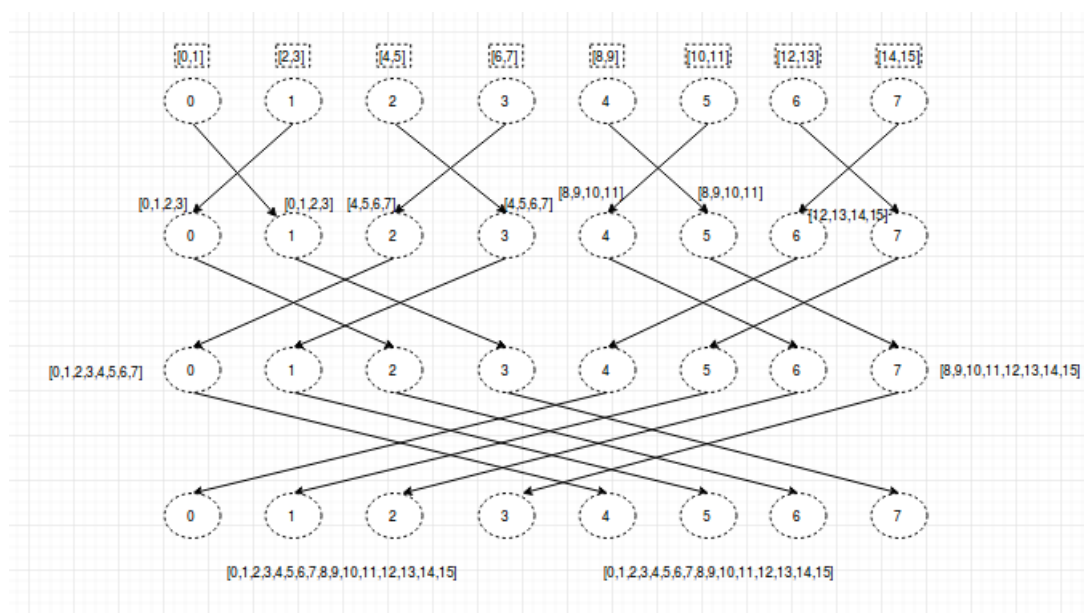 [0,1] [2,3] [4,5] [6,7] [8,9] [10,11] [12,13] [14,15]
0 1 2 3 4 5 6 7
[0,1,2,3] [0,1,2,3] [4,5,6,7] [4,5,6,7] [8,9,10,11] [8,9,10,11] [12,13,14,15]
0 1 2 3 4 5 6 7
[0,1,2,3,4,5,6,7] 0 1 2 3 4 5 6 7 [8,9,10,11,12,13,14,15]
0 1 2 3 4 5 6 7
[0,1,2,3,4,5,6,7,8,9,10,11,12,13,14,15] [0,1,2,3,4,5,6,7,8,9,10,11,12,13,14,15]